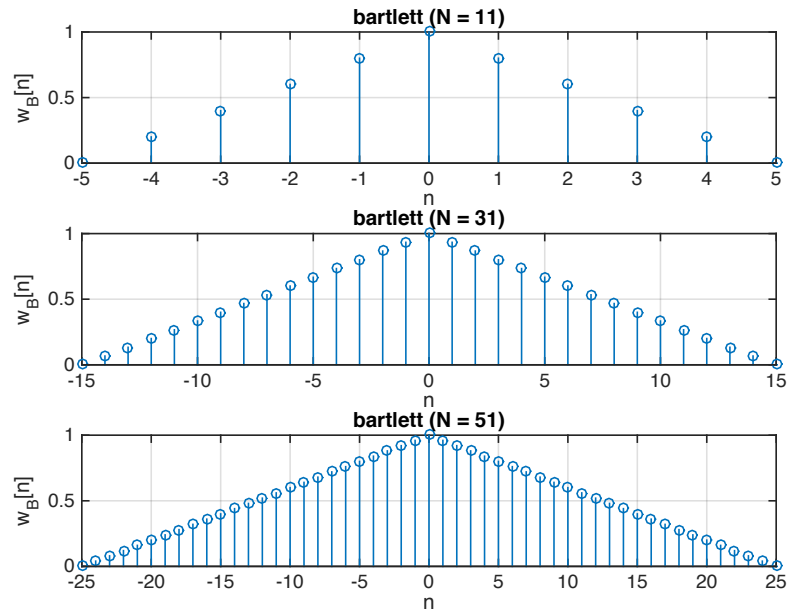 bartlett (N = 11)
w_B[n]
1
0.5
0
-5 -4 -3 -2 -1 0 1 2 3 4 5
n
bartlett (N = 31)
w_B[n]
1
0.5
0
-15 -10 -5 0 5 10 15
n
bartlett (N = 51)
w_B[n]
1
0.5
0
-25 -20 -15 -10 -5 0 5 10 15 20 25
n